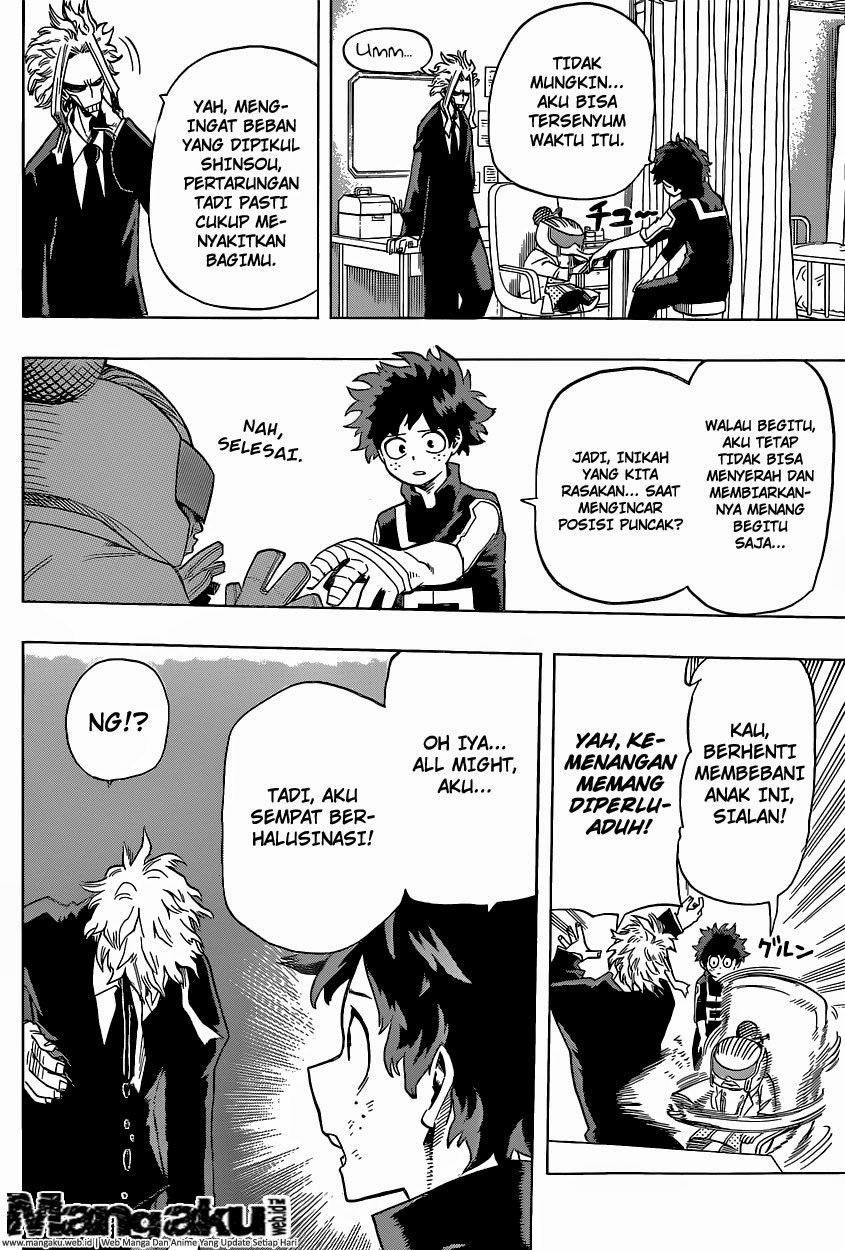 Umm...
TIDAK
MUNGKIN...
AKU BISA
TERSENYUM
WAKTU ITU.
チュ〜
YAH, MENG-
INGAT BEBAN
YANG DIPIKUL
SHINSOU,
PERTARUNGAN
TADI PASTI
CUKUP ME-
NYAKITKAN
BAGIMU.
WALAU BEGITU,
AKU TETAP
TIDAK BISA
MENYERAH DAN
MEMBIARKAN-
NYA MENANG
BEGITU
SAJA...
JADI, INIKAH
YANG KITA
RASAKAN... SAAT
MENGINCAR
POSISI PUNCAK?
NAH,
SELESAI.
KAU,
BERHENTI
MEMBEBANI
ANAK INI,
SIALAN!
YAH, KE-
MENANGAN
MEMANG
DIPERLU-
ADUH!
グルン
OH IYA...
ALL MIGHT,
AKU...
TADI, AKU
SEMPAT BER-
HALUSINASI!
NG!?
Mangaku
EDITION
www.mangaku.web.id | Web Manga Dan Anime Yang Update Setiap Hari